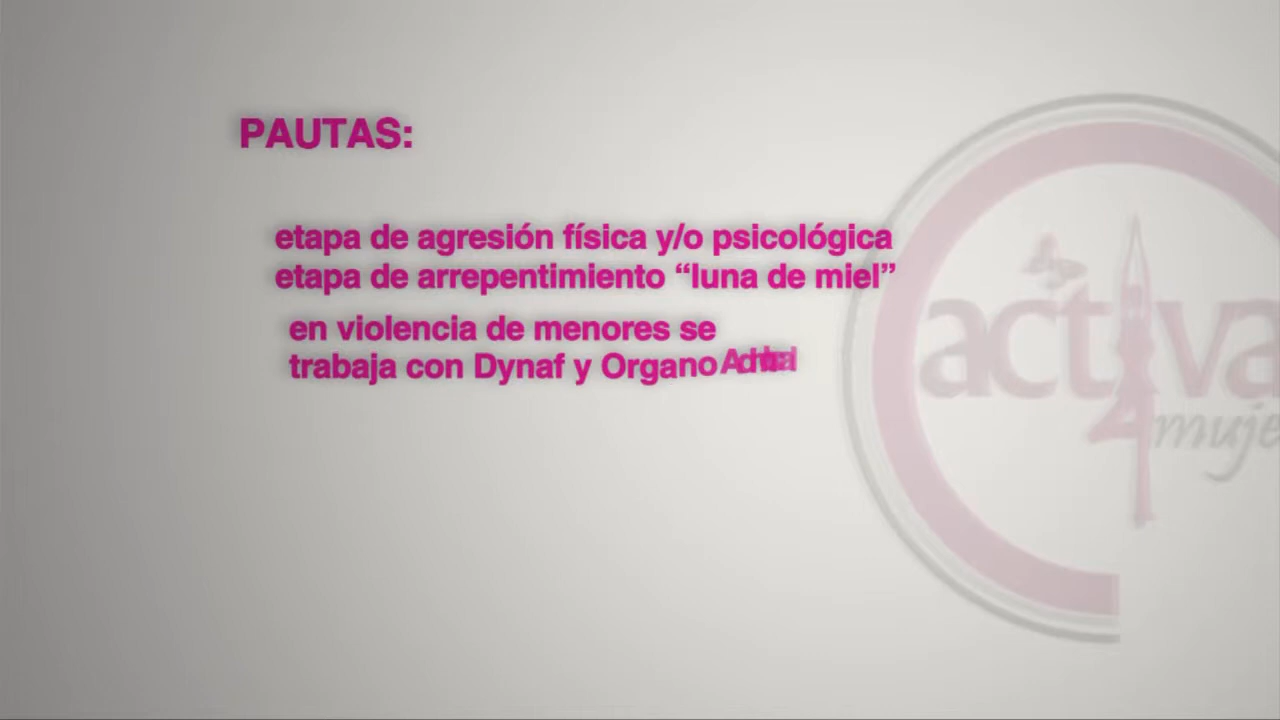 PAUTAS:
etapa de agresión física y/o psicológica
etapa de arrepentimiento “luna de miel”
en violencia de menores se
trabaja con Dynaf y Organo
activa
muje